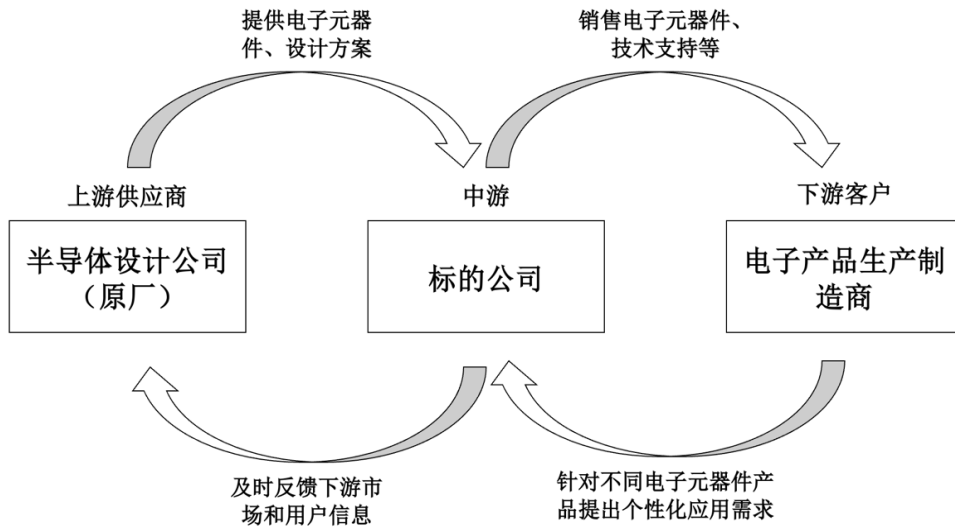 提供电子元器
件、设计方案
销售电子元器件、
技术支持等
上游供应商
中游
下游客户
半导体设计公司
（原厂）
标的公司
电子产品生产制
造商
及时反馈下游市
场和用户信息
针对不同电子元器件产
品提出个性化应用需求